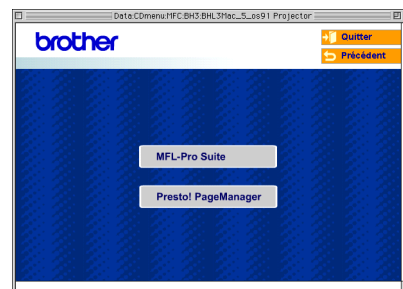 Data:CDmenu:MFC:BH3:BHL3Mac_5_os91 Projector
brother
Quitter
Précédent
MFL-Pro Suite
Presto! PageManager